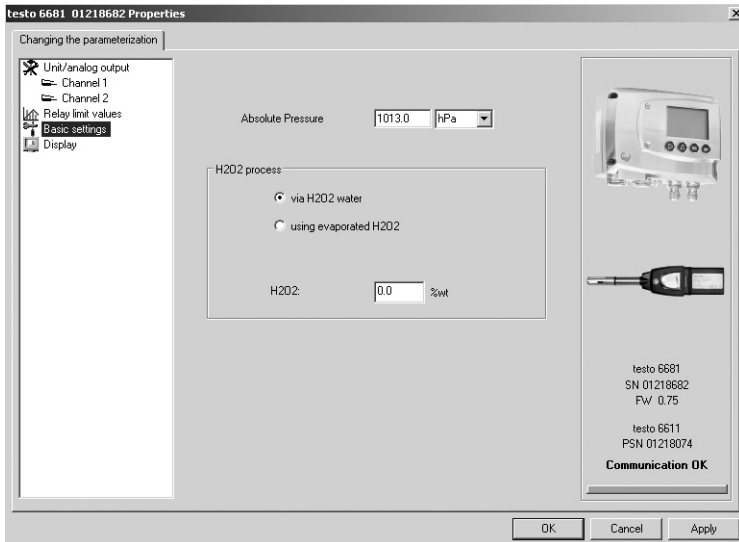 testo 6681 01218682 Properties
Changing the parameterization
Unit/analog output
Channel 1
Channel 2
Relay limit values
Basic settings
Display
Absolute Pressure 1013.0 hPa
H2O2 process
via H2O2 water
using evaporated H2O2
H2O2: 0.0 %wt
testo 6681
SN 01218682
FW 0.75
testo 6611
PSN 01218074
Communication OK
OK Cancel Apply